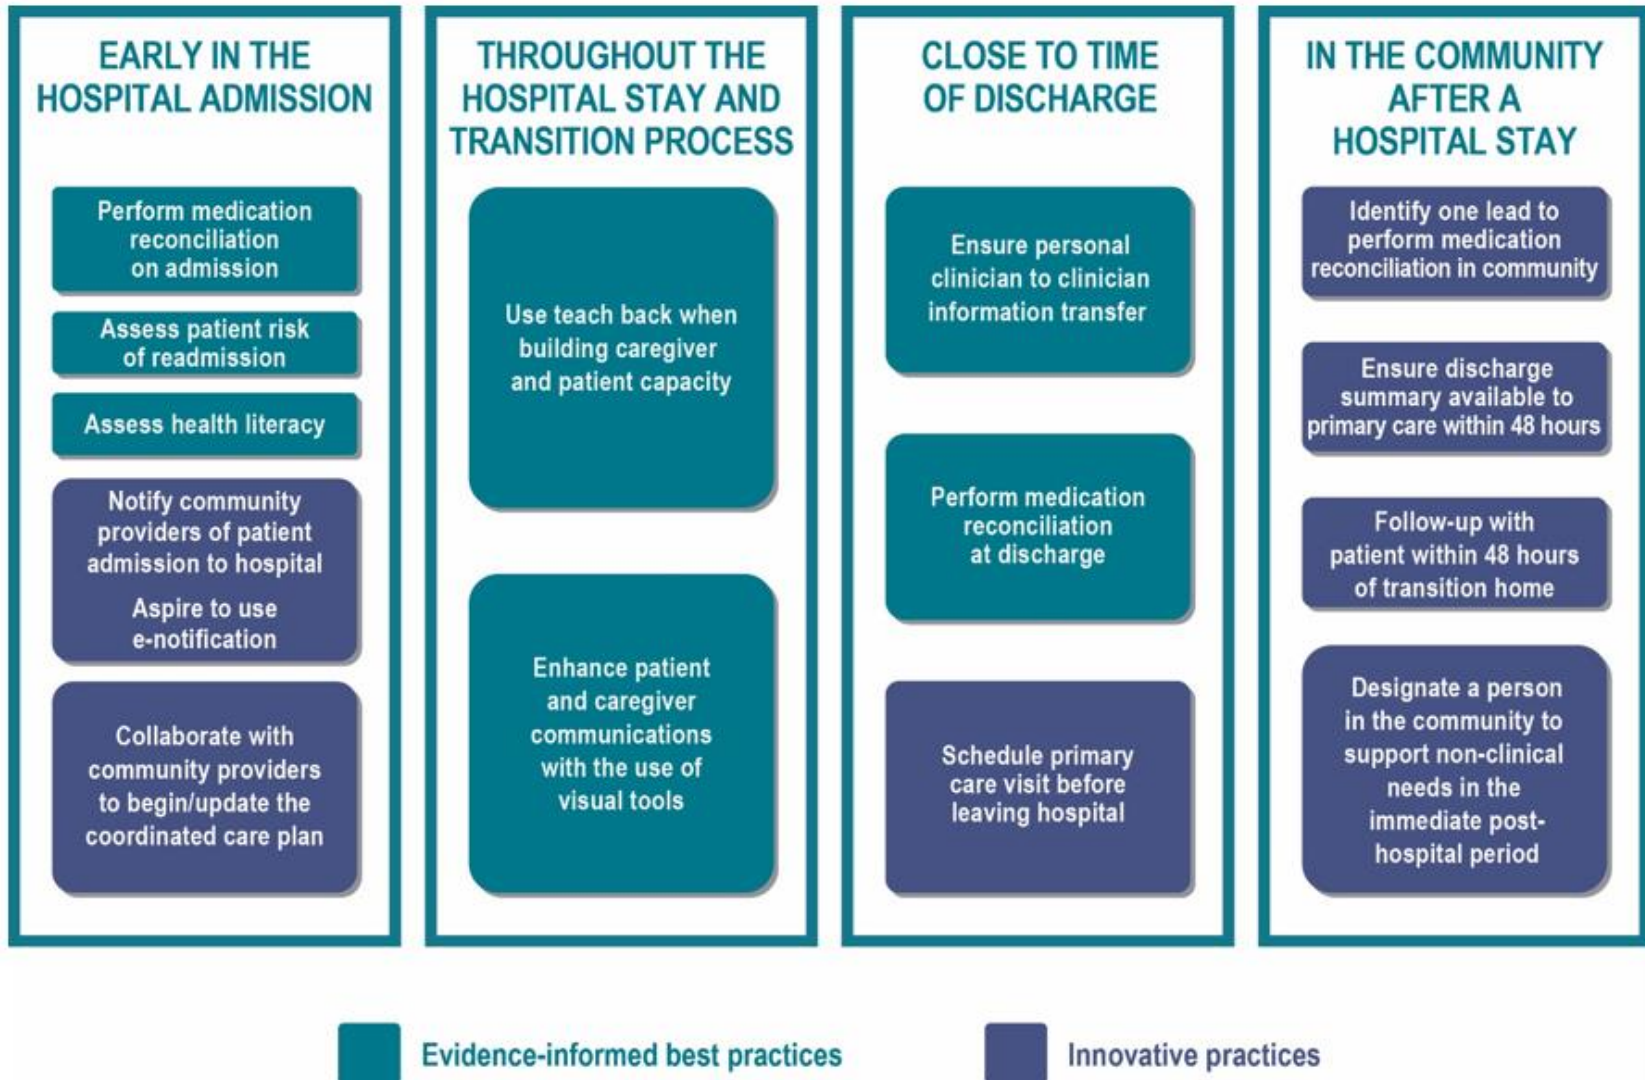 EARLY IN THE
HOSPITAL ADMISSION
Perform medication
reconciliation
on admission
Assess patient risk
of readmission
Assess health literacy
Notify community
providers of patient
admission to hospital
Aspire to use
e-notification
Collaborate with
community providers
to begin/update the
coordinated care plan
THROUGHOUT THE
HOSPITAL STAY AND
TRANSITION PROCESS
Use teach back when
building caregiver
and patient capacity
Enhance patient
and caregiver
communications
with the use of
visual tools
CLOSE TO TIME
OF DISCHARGE
Ensure personal
clinician to clinician
information transfer
Perform medication
reconciliation
at discharge
Schedule primary
care visit before
leaving hospital
IN THE COMMUNITY
AFTER A
HOSPITAL STAY
Identify one lead to
perform medication
reconciliation in community
Ensure discharge
summary available to
primary care within 48 hours
Follow-up with
patient within 48 hours
of transition home
Designate a person
in the community to
support non-clinical
needs in the
immediate post-
hospital period
Evidence-informed best practices
Innovative practices